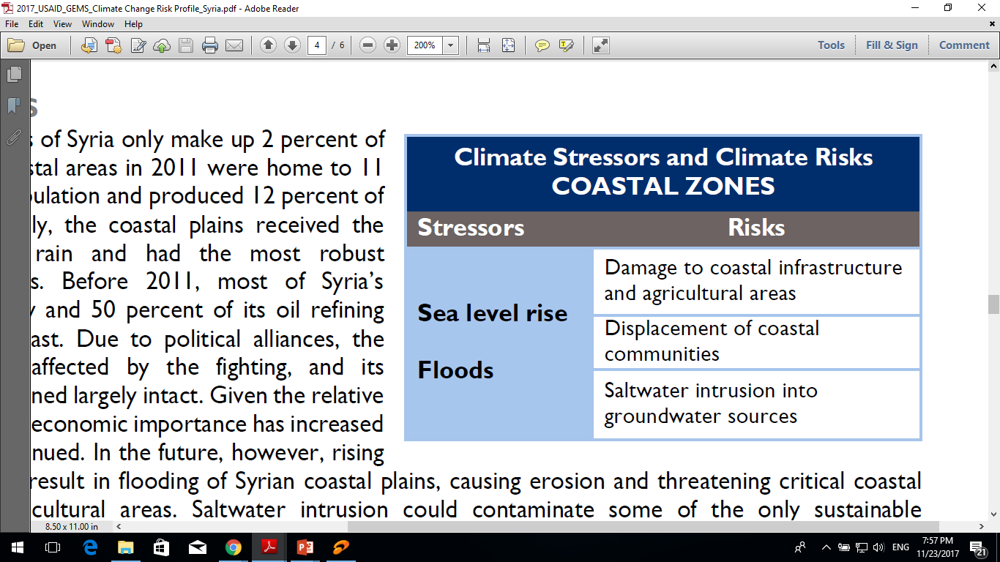 2017_USAID_GEMS_Climate Change Risk Profile_Syria.pdf - Adobe Reader
File Edit View Window Help
Open 4 / 6 200% Tools Fill & Sign Comment
s
s of Syria only make up 2 percent of
stal areas in 2011 were home to 11
pulation and produced 12 percent of
ly, the coastal plains received the
rain and had the most robust
s. Before 2011, most of Syria's
y and 50 percent of its oil refining
ast. Due to political alliances, the
affected by the fighting, and its
ned largely intact. Given the relative
economic importance has increased
nued. In the future, however, rising
result in flooding of Syrian coastal plains, causing erosion and threatening critical coastal
cultural areas. Saltwater intrusion could contaminate some of the only sustainable
Climate Stressors and Climate Risks
COASTAL ZONES
Stressors Risks
Sea level rise
Floods
Damage to coastal infrastructure
and agricultural areas
Displacement of coastal
communities
Saltwater intrusion into
groundwater sources
8.50 x 11.00 in
ENG
7:57 PM
11/23/2017
21